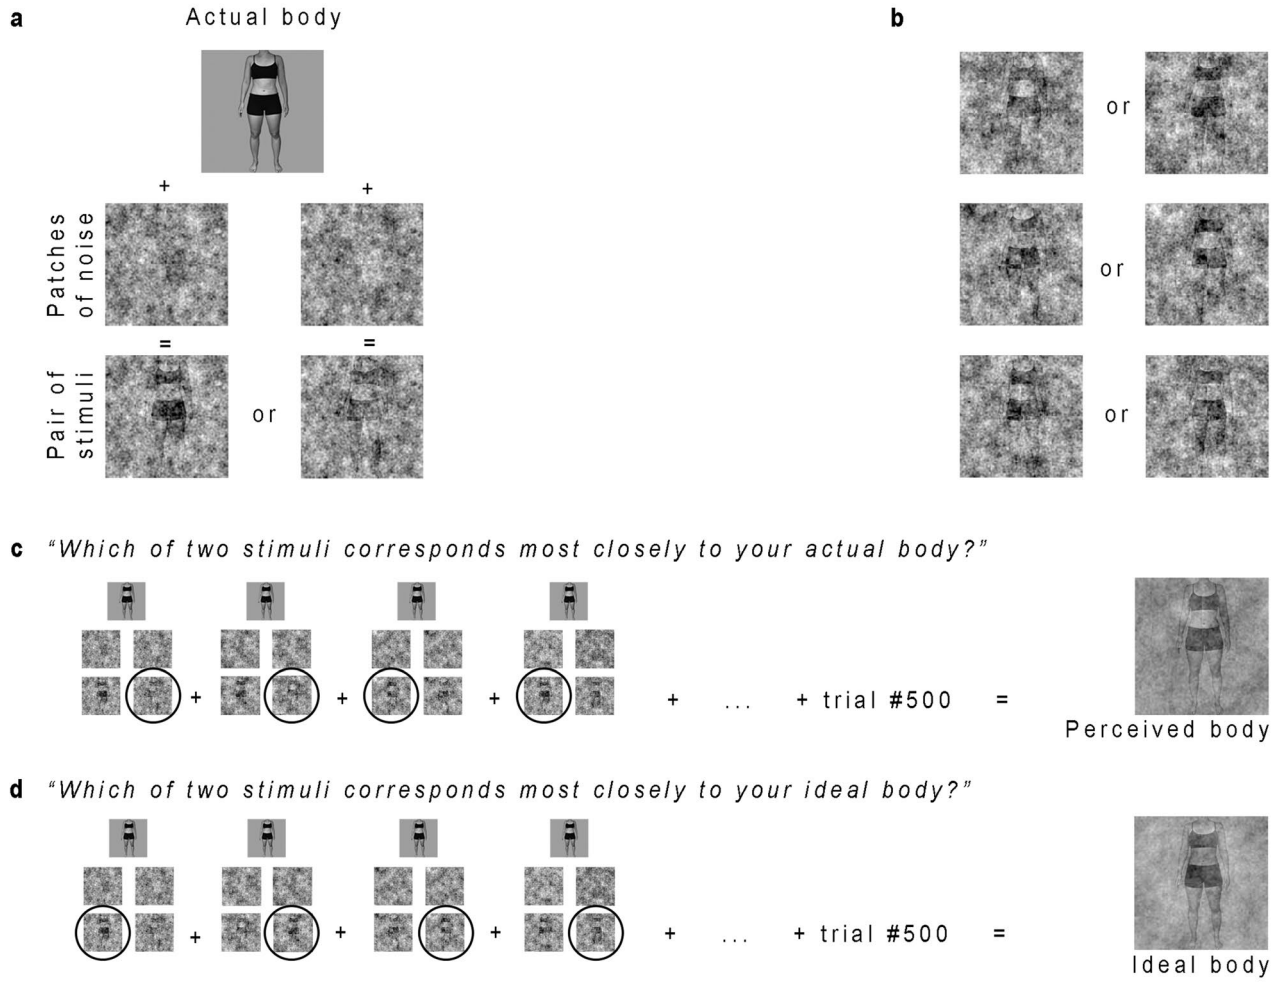 a
Actual body
+ +
Patches
of noise
= =
Pair of
stimuli
or
b
or
or
or
c "Which of two stimuli corresponds most closely to your actual body?"
+ + + + ... + trial #500 =
Perceived body
d "Which of two stimuli corresponds most closely to your ideal body?"
+ + + + ... + trial #500 =
Ideal body